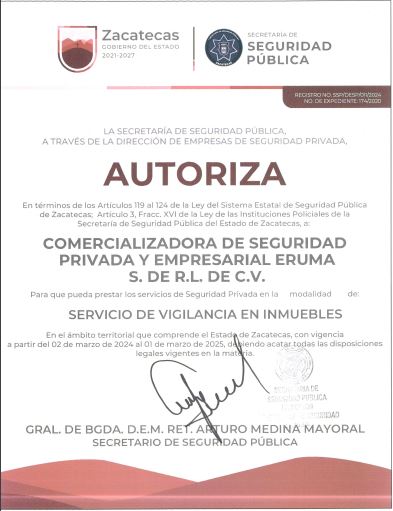 Zacatecas
GOBIERNO DEL ESTADO
2021-2027
SECRETARÍA DE
SEGURIDAD
PÚBLICA
REGISTRO NO. SSP/DESP/011/2024
NO. DE EXPEDIENTE: 174/2020
LA SECRETARÍA DE SEGURIDAD PÚBLICA,
A TRAVÉS DE LA DIRECCIÓN DE EMPRESAS DE SEGURIDAD PRIVADA,
AUTORIZA
En términos de los Artículos 119 al 124 de la Ley del Sistema Estatal de Seguridad Pública
de Zacatecas; Artículo 3, Fracc. XVI de la Ley de las Instituciones Policiales de la
Secretaría de Seguridad Pública del Estado de Zacatecas, a:
COMERCIALIZADORA DE SEGURIDAD
PRIVADA Y EMPRESARIAL ERUMA
S. DE R.L. DE C.V.
Para que pueda prestar los servicios de Seguridad Privada en la modalidad de:
SERVICIO DE VIGILANCIA EN INMUEBLES
En el ámbito territorial que comprende el Estado de Zacatecas, con vigencia
a partir del 02 de marzo de 2024 al 01 de marzo de 2025, debiendo acatar todas las disposiciones
legales vigentes en la materia.
SECRETARIA DE
SEGURIDAD PÚBLICA
GRAL. DE BGDA. D.E.M. RET. ARTURO MEDINA MAYORAL
SECRETARIO DE SEGURIDAD PÚBLICA